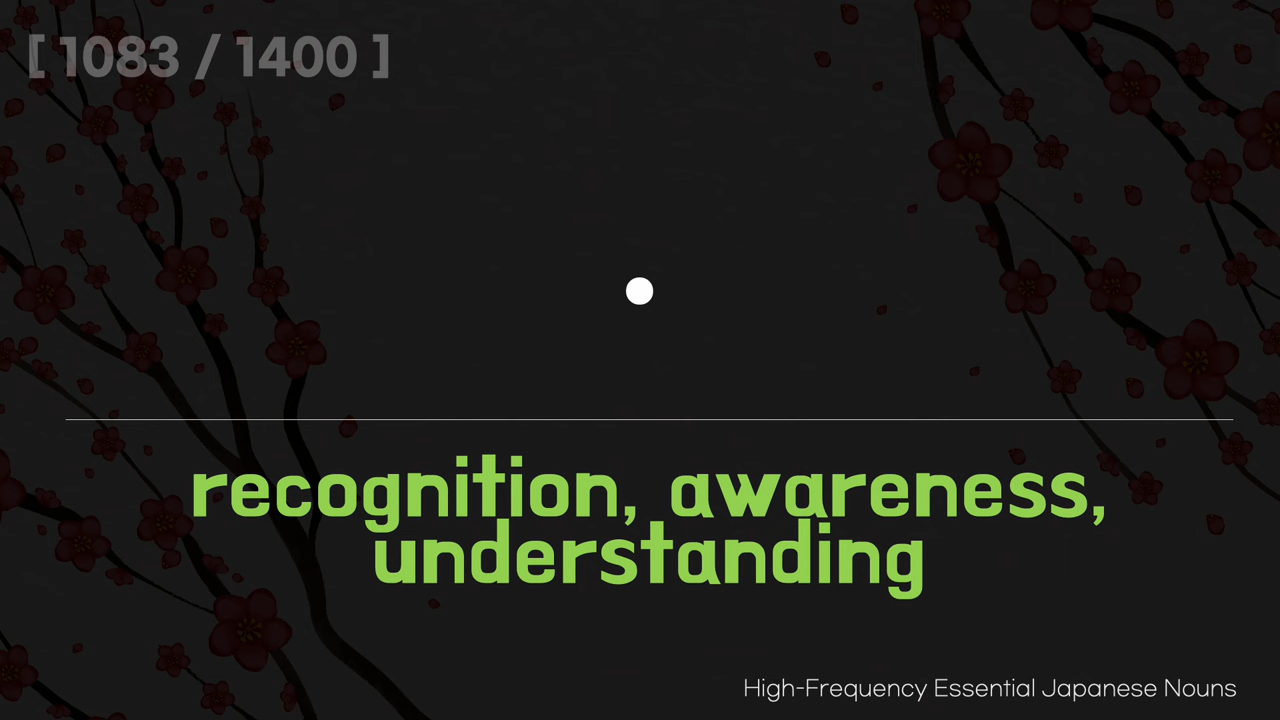 [ 1083 / 1400 ]
recognition, awareness,
understanding
High-Frequency Essential Japanese Nouns